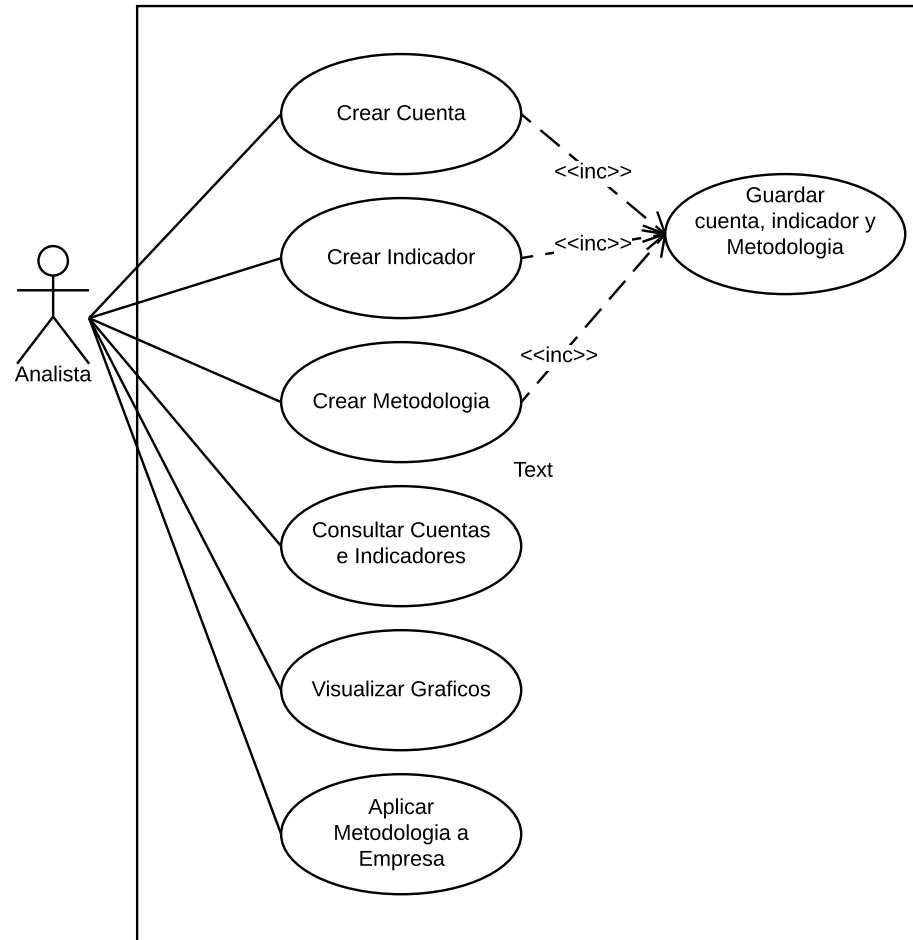 Crear Cuenta
<<inc>>
Guardar
cuenta, indicador y
Metodologia
Crear Indicador
<<inc>>
<<inc>>
Analista
Crear Metodologia
Text
Consultar Cuentas
e Indicadores
Visualizar Graficos
Aplicar
Metodologia a
Empresa